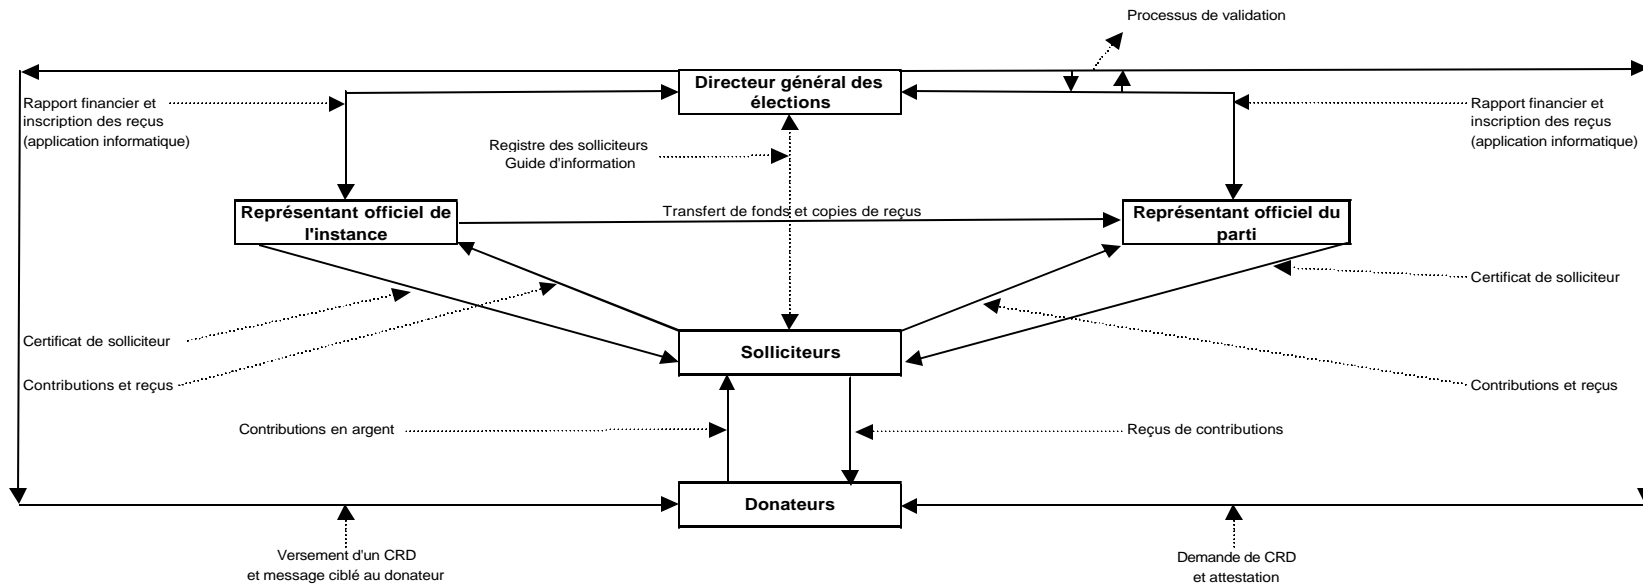 Processus de validation
Directeur général des
élections
Rapport financier et
inscription des reçus
(application informatique)
Registre des solliciteurs
Guide d'information
Rapport financier et
inscription des reçus
(application informatique)
Représentant officiel de
l'instance
Transfert de fonds et copies de reçus
Représentant officiel du
parti
Certificat de solliciteur
Certificat de solliciteur
Solliciteurs
Contributions et reçus
Contributions et reçus
Contributions en argent
Reçus de contributions
Donateurs
Versement d'un CRD
et message ciblé au donateur
Demande de CRD
et attestation